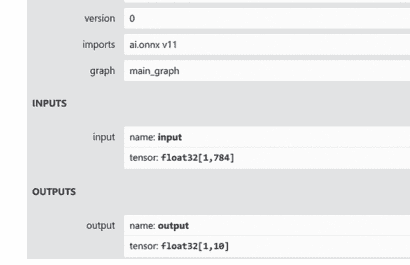 version 0
imports ai.onnx v11
graph main_graph
INPUTS
input name: input
tensor: float32[1,784]
OUTPUTS
output name: output
tensor: float32[1,10]